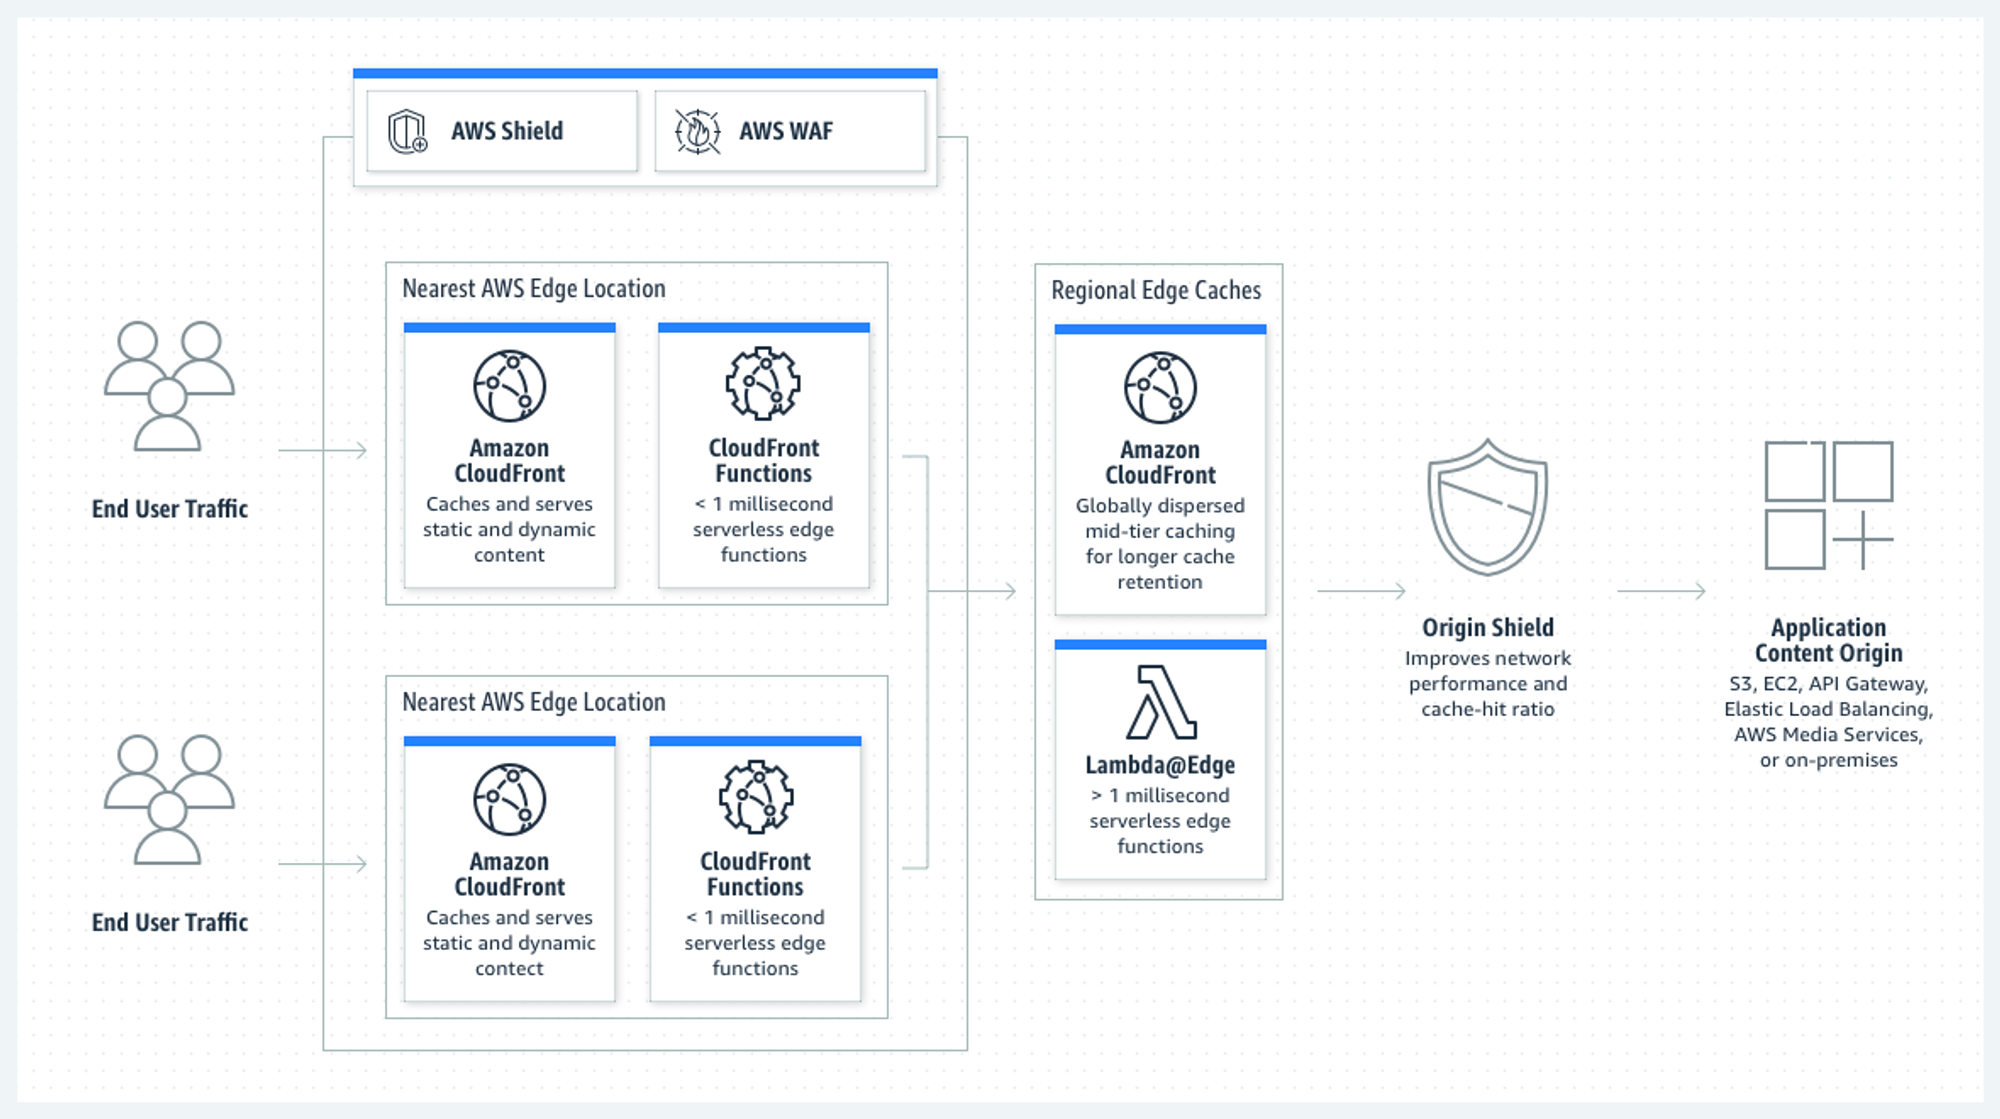 AWS Shield
AWS WAF
Nearest AWS Edge Location
Amazon
CloudFront
Caches and serves
static and dynamic
content
CloudFront
Functions
< 1 millisecond
serverless edge
functions
End User Traffic
Nearest AWS Edge Location
Amazon
CloudFront
Caches and serves
static and dynamic
contect
CloudFront
Functions
< 1 millisecond
serverless edge
functions
End User Traffic
Regional Edge Caches
Amazon
CloudFront
Globally dispersed
mid-tier caching
for longer cache
retention
Lambda@Edge
> 1 millisecond
serverless edge
functions
Origin Shield
Improves network
performance and
cache-hit ratio
Application
Content Origin
S3, EC2, API Gateway,
Elastic Load Balancing,
AWS Media Services,
or on-premises